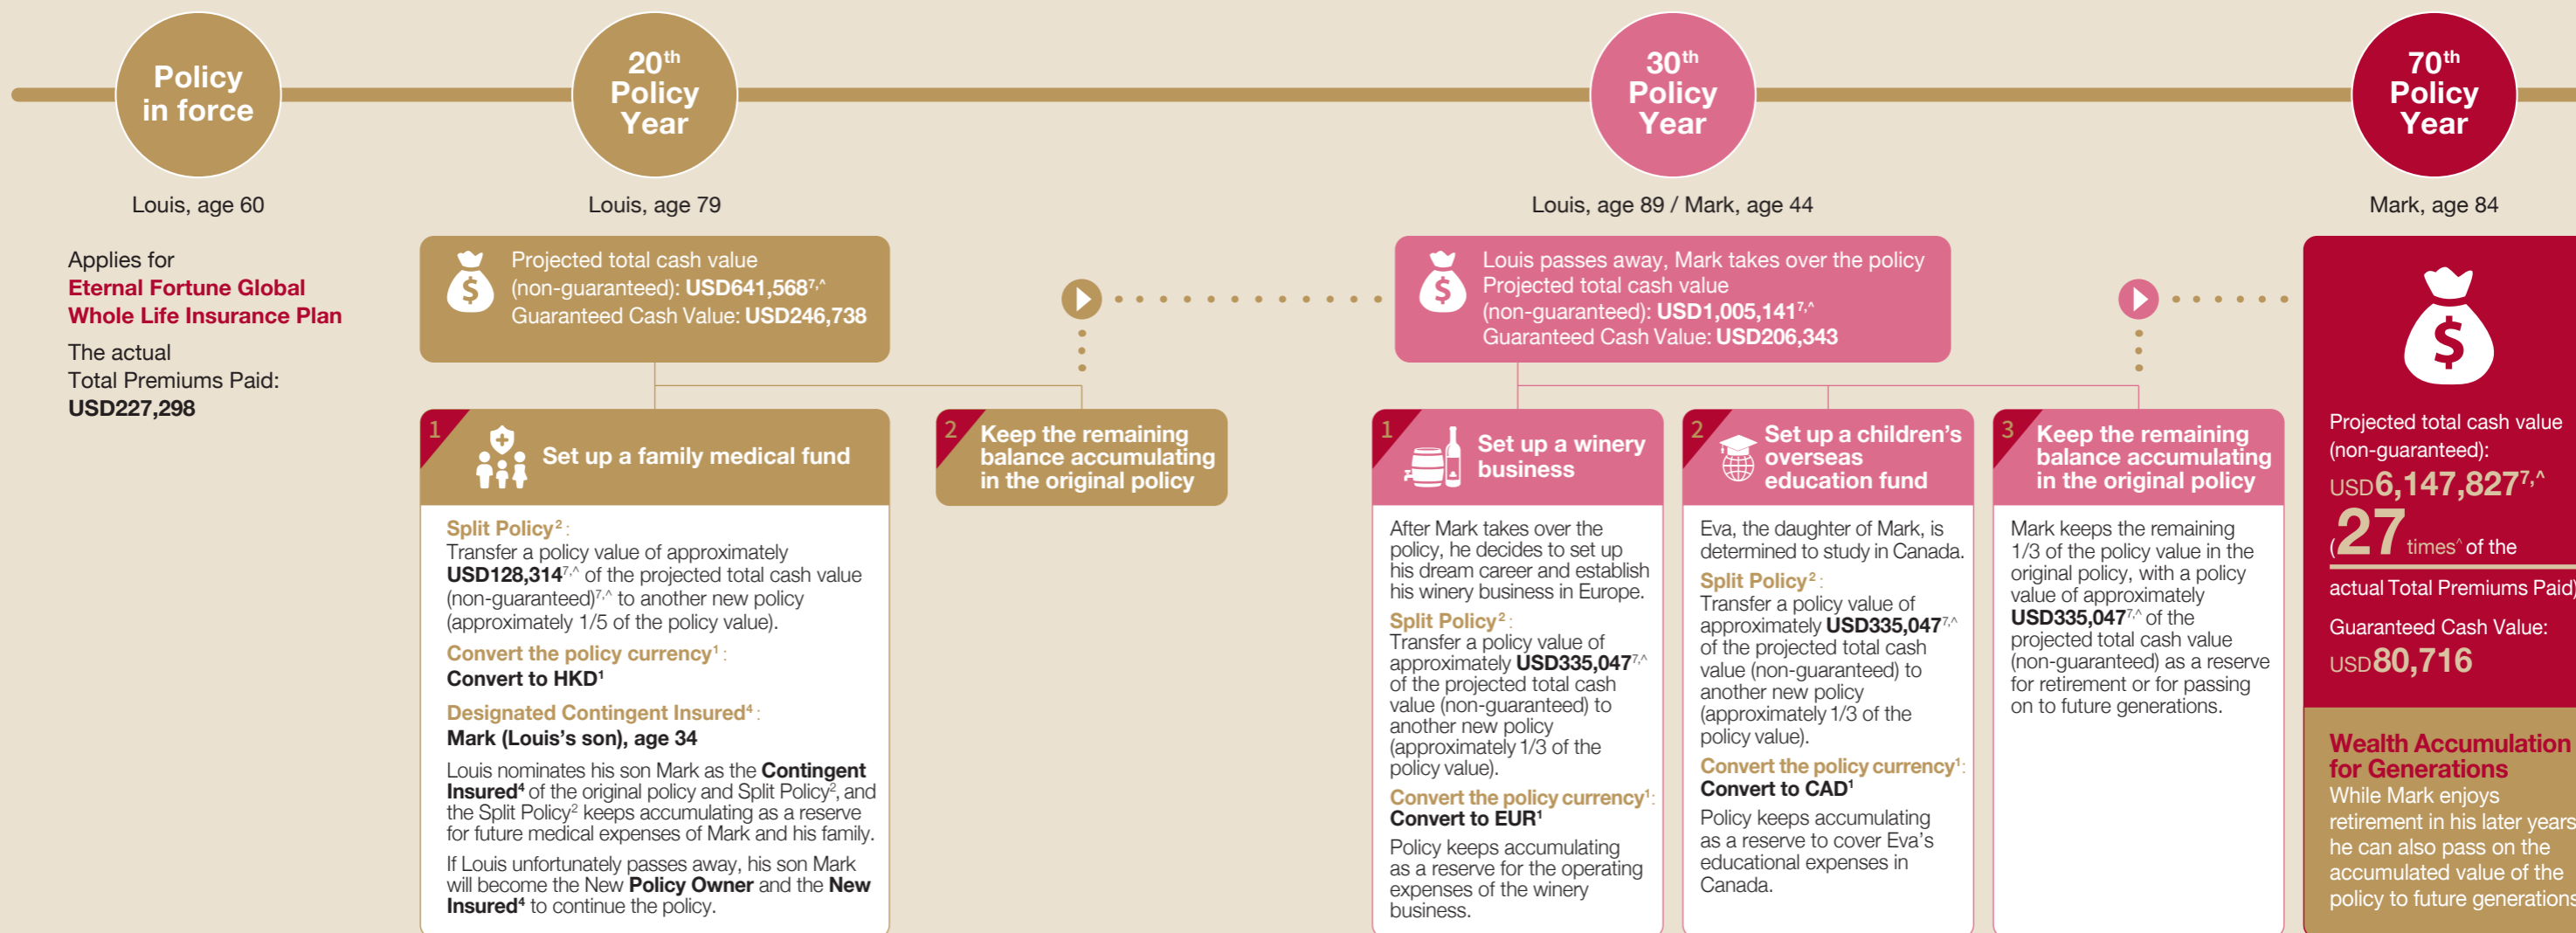 Policy
in force
20th
Policy
Year
30th
Policy
Year
70th
Policy
Year
Louis, age 60
Louis, age 79
Louis, age 89 / Mark, age 44
Mark, age 84
Applies for
Eternal Fortune Global
Whole Life Insurance Plan
The actual
Total Premiums Paid:
USD227,298
$
Projected total cash value
(non-guaranteed): USD641,568⁷,^
Guaranteed Cash Value: USD246,738
1
Set up a family medical fund
Split Policy²:
Transfer a policy value of approximately
USD128,314⁷,^ of the projected total cash value
(non-guaranteed)⁷,^ to another new policy
(approximately 1/5 of the policy value).
Convert the policy currency¹:
Convert to HKD¹
Designated Contingent Insured⁴:
Mark (Louis's son), age 34
Louis nominates his son Mark as the Contingent
Insured⁴ of the original policy and Split Policy², and
the Split Policy² keeps accumulating as a reserve
for future medical expenses of Mark and his family.
If Louis unfortunately passes away, his son Mark
will become the New Policy Owner and the New
Insured⁴ to continue the policy.
2
Keep the remaining
balance accumulating
in the original policy
$
Louis passes away, Mark takes over the policy
Projected total cash value
(non-guaranteed): USD1,005,141⁷,^
Guaranteed Cash Value: USD206,343
1
Set up a winery
business
After Mark takes over the
policy, he decides to set up
his dream career and establish
his winery business in Europe.
Split Policy²:
Transfer a policy value of
approximately USD335,047⁷,^
of the projected total cash
value (non-guaranteed) to
another new policy
(approximately 1/3 of the
policy value).
Convert the policy currency¹:
Convert to EUR¹
Policy keeps accumulating
as a reserve for the operating
expenses of the winery
business.
2
Set up a children's
overseas
education fund
Eva, the daughter of Mark, is
determined to study in Canada.
Split Policy²:
Transfer a policy value of
approximately USD335,047⁷,^
of the projected total cash
value (non-guaranteed) to
another new policy
(approximately 1/3 of the
policy value).
Convert the policy currency¹:
Convert to CAD¹
Policy keeps accumulating
as a reserve to cover Eva's
educational expenses in
Canada.
3
Keep the remaining
balance accumulating
in the original policy
Mark keeps the remaining
1/3 of the policy value in the
original policy, with a policy
value of approximately
USD335,047⁷,^ of the
projected total cash value
(non-guaranteed) as a reserve
for retirement or for passing
on to future generations.
$
Projected total cash value
(non-guaranteed):
USD6,147,827⁷,^
(27 times^ of the
actual Total Premiums Paid)
Guaranteed Cash Value:
USD80,716
Wealth Accumulation
for Generations
While Mark enjoys
retirement in his later years
he can also pass on the
accumulated value of the
policy to future generations